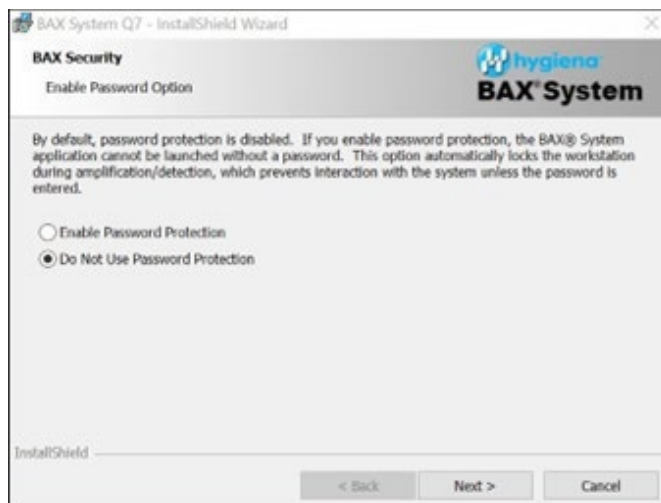 BAX System Q7 - InstallShield Wizard
BAX Security
Enable Password Option
hygiena
BAX® System
By default, password protection is disabled. If you enable password protection, the BAX® System
application cannot be launched without a password. This option automatically locks the workstation
during amplification/detection, which prevents interaction with the system unless the password is
entered.
Enable Password Protection
Do Not Use Password Protection
InstallShield
< Back Next > Cancel